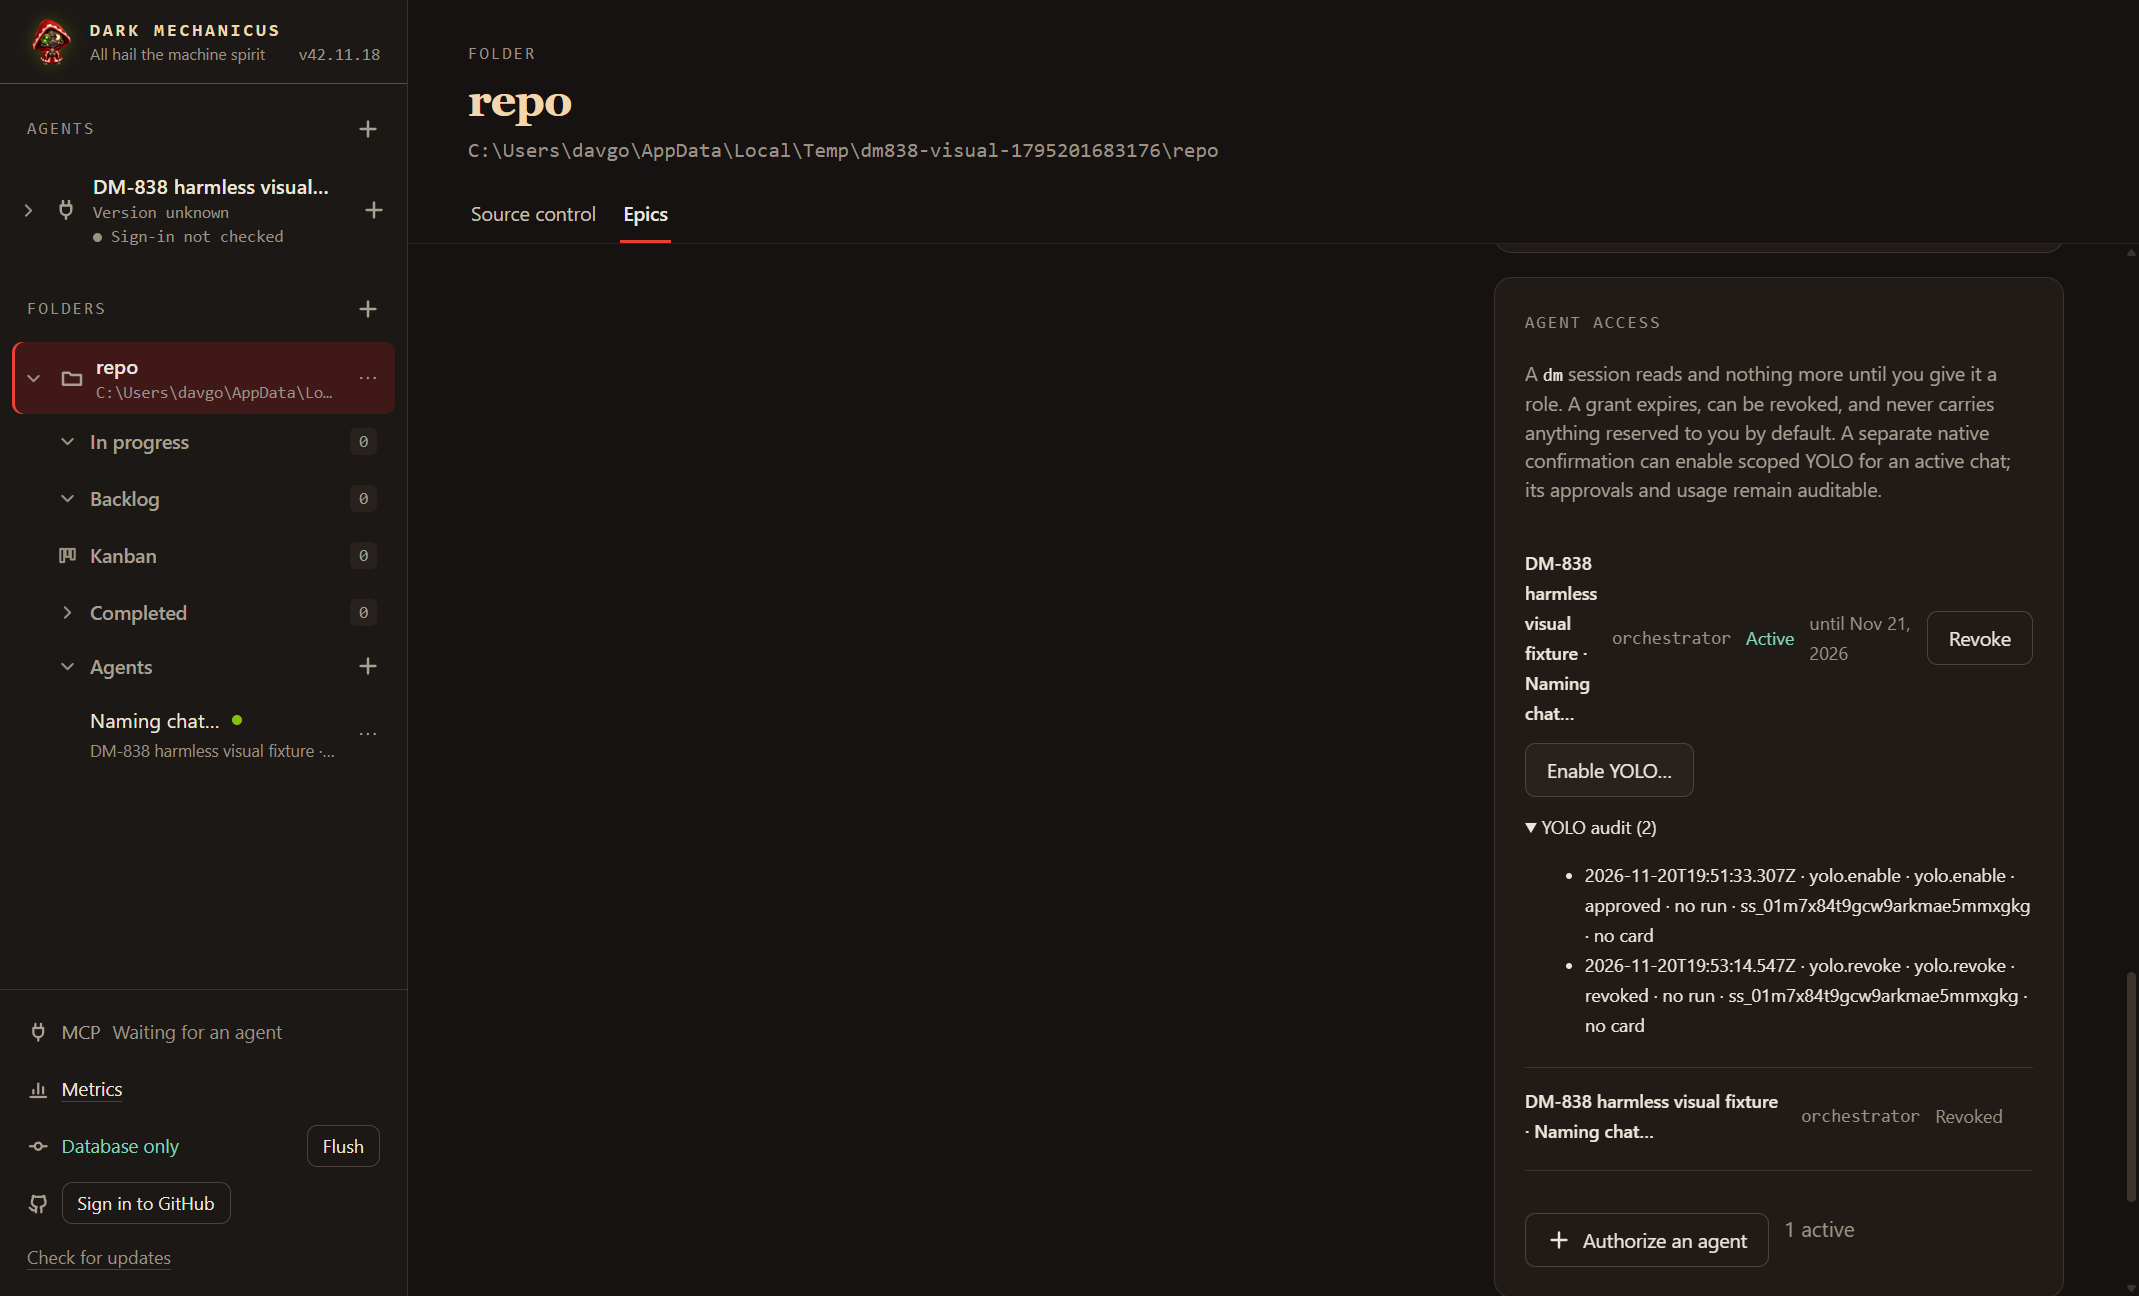 DARK MECHANICUS
All hail the machine spirit v42.11.18
AGENTS
DM-838 harmless visual...
Version unknown
Sign-in not checked
FOLDERS
repo
C:\Users\davgo\AppData\Lo...
In progress 0
Backlog 0
Kanban 0
Completed 0
Agents
Naming chat...
DM-838 harmless visual fixture ·...
MCP Waiting for an agent
Metrics
Database only Flush
Sign in to GitHub
Check for updates
FOLDER
repo
C:\Users\davgo\AppData\Local\Temp\dm838-visual-1795201683176\repo
Source control Epics
AGENT ACCESS
A dm session reads and nothing more until you give it a
role. A grant expires, can be revoked, and never carries
anything reserved to you by default. A separate native
confirmation can enable scoped YOLO for an active chat;
its approvals and usage remain auditable.
DM-838
harmless
visual
fixture ·
Naming
chat...
orchestrator Active
until Nov 21,
2026
Revoke
Enable YOLO...
▼ YOLO audit (2)
• 2026-11-20T19:51:33.307Z · yolo.enable · yolo.enable ·
approved · no run · ss_01m7x84t9gcw9arkmae5mmxgkg
· no card
• 2026-11-20T19:53:14.547Z · yolo.revoke · yolo.revoke ·
revoked · no run · ss_01m7x84t9gcw9arkmae5mmxgkg ·
no card
DM-838 harmless visual fixture
· Naming chat...
orchestrator Revoked
Authorize an agent 1 active